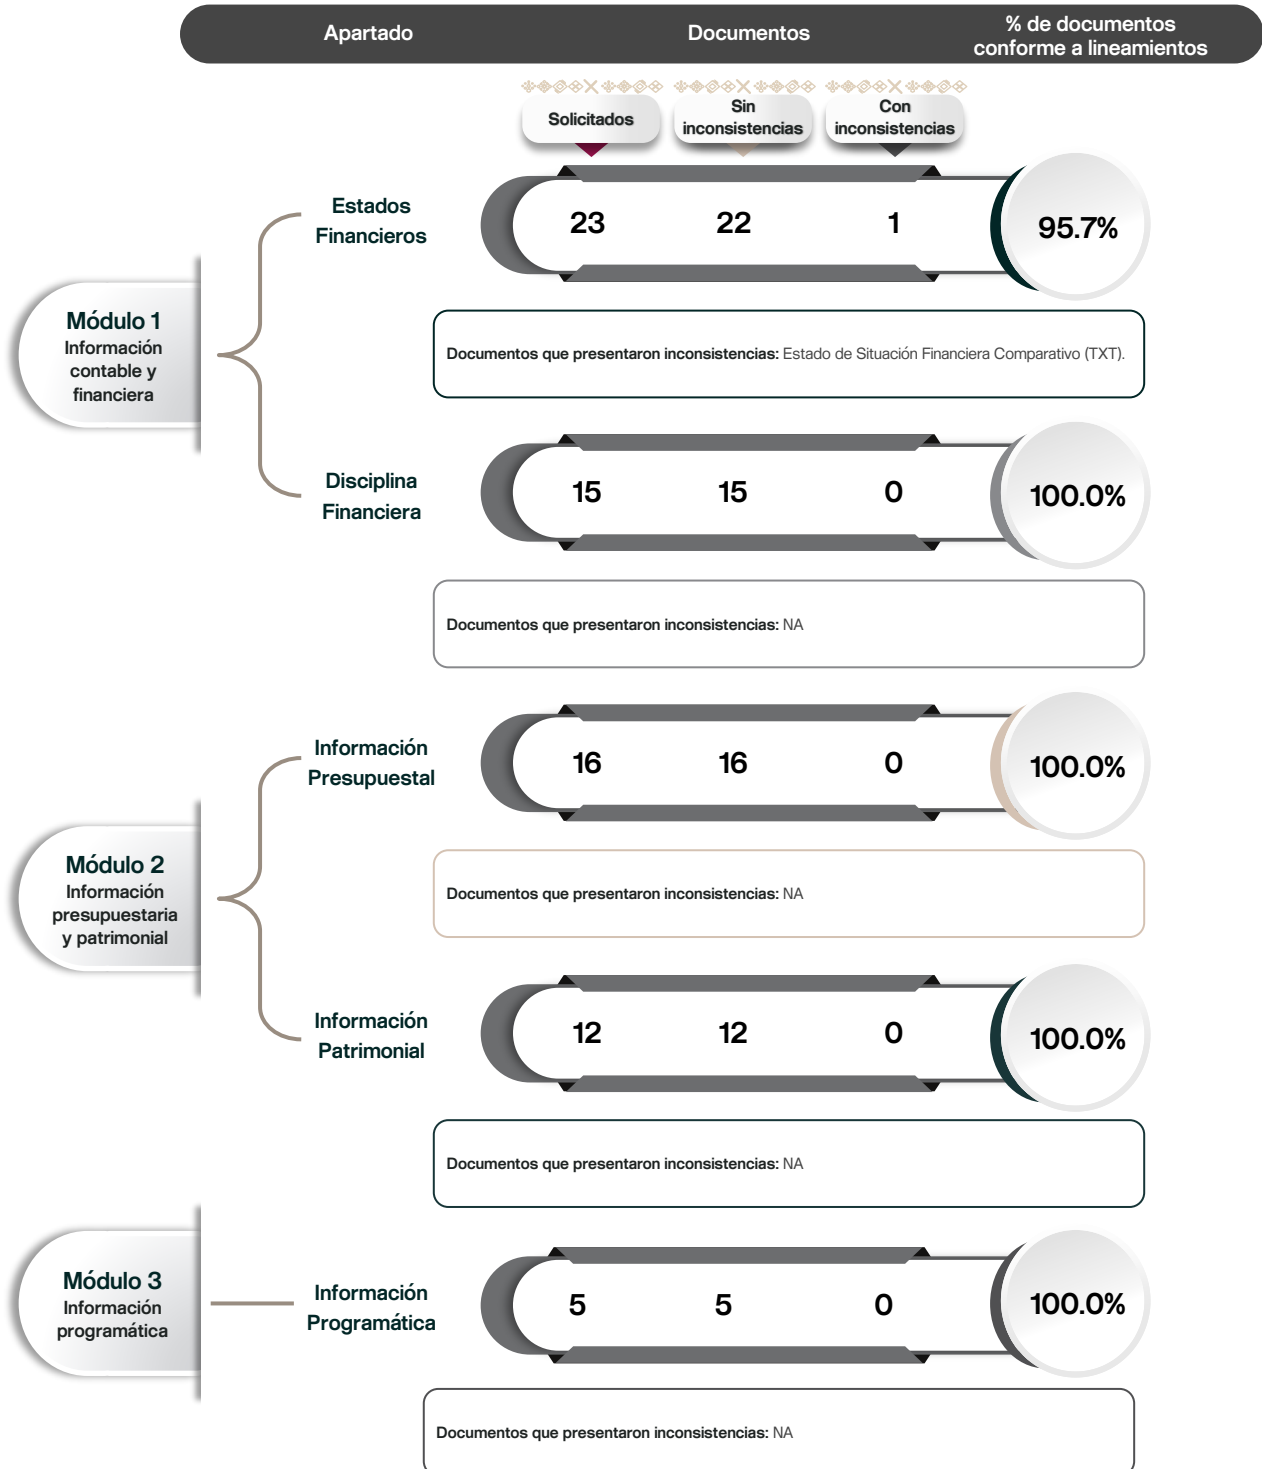 Apartado
Documentos
% de documentos
conforme a lineamientos
Solicitados
Sin
inconsistencias
Con
inconsistencias
Módulo 1
Información
contable y
financiera
Estados
Financieros
23
22
1
95.7%
Documentos que presentaron inconsistencias: Estado de Situación Financiera Comparativo (TXT).
Disciplina
Financiera
15
15
0
100.0%
Documentos que presentaron inconsistencias: NA
Módulo 2
Información
presupuestaria
y patrimonial
Información
Presupuestal
16
16
0
100.0%
Documentos que presentaron inconsistencias: NA
Información
Patrimonial
12
12
0
100.0%
Documentos que presentaron inconsistencias: NA
Módulo 3
Información
programática
Información
Programática
5
5
0
100.0%
Documentos que presentaron inconsistencias: NA